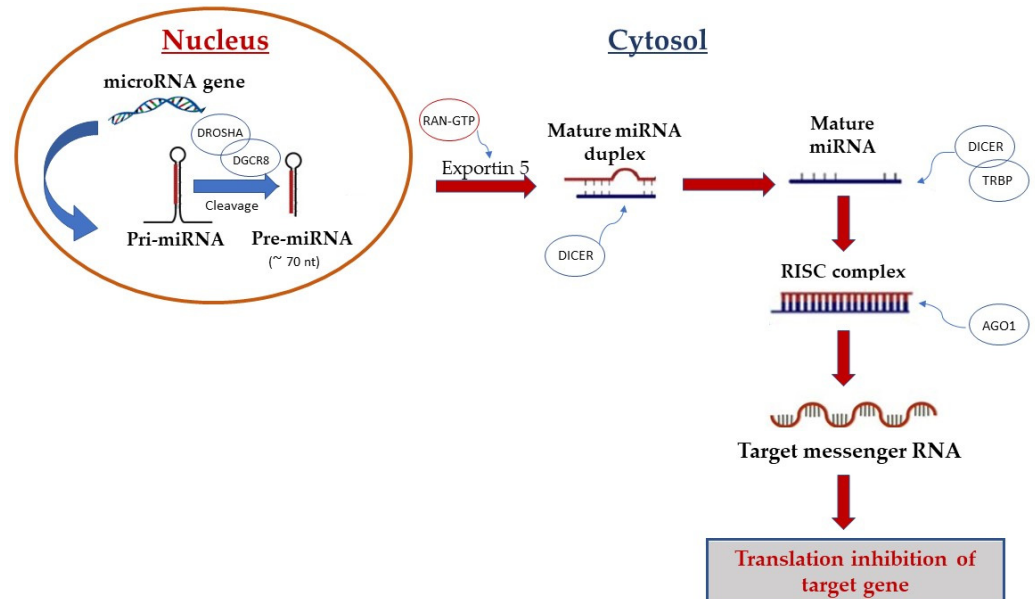 Nucleus
Cytosol
microRNA gene
DROSHA
DGCR8
Cleavage
Pri-miRNA
Pre-miRNA
(~ 70 nt)
RAN-GTP
Exportin 5
Mature miRNA
duplex
DICER
Mature
miRNA
DICER
TRBP
RISC complex
AGO1
Target messenger RNA
Translation inhibition of
target gene